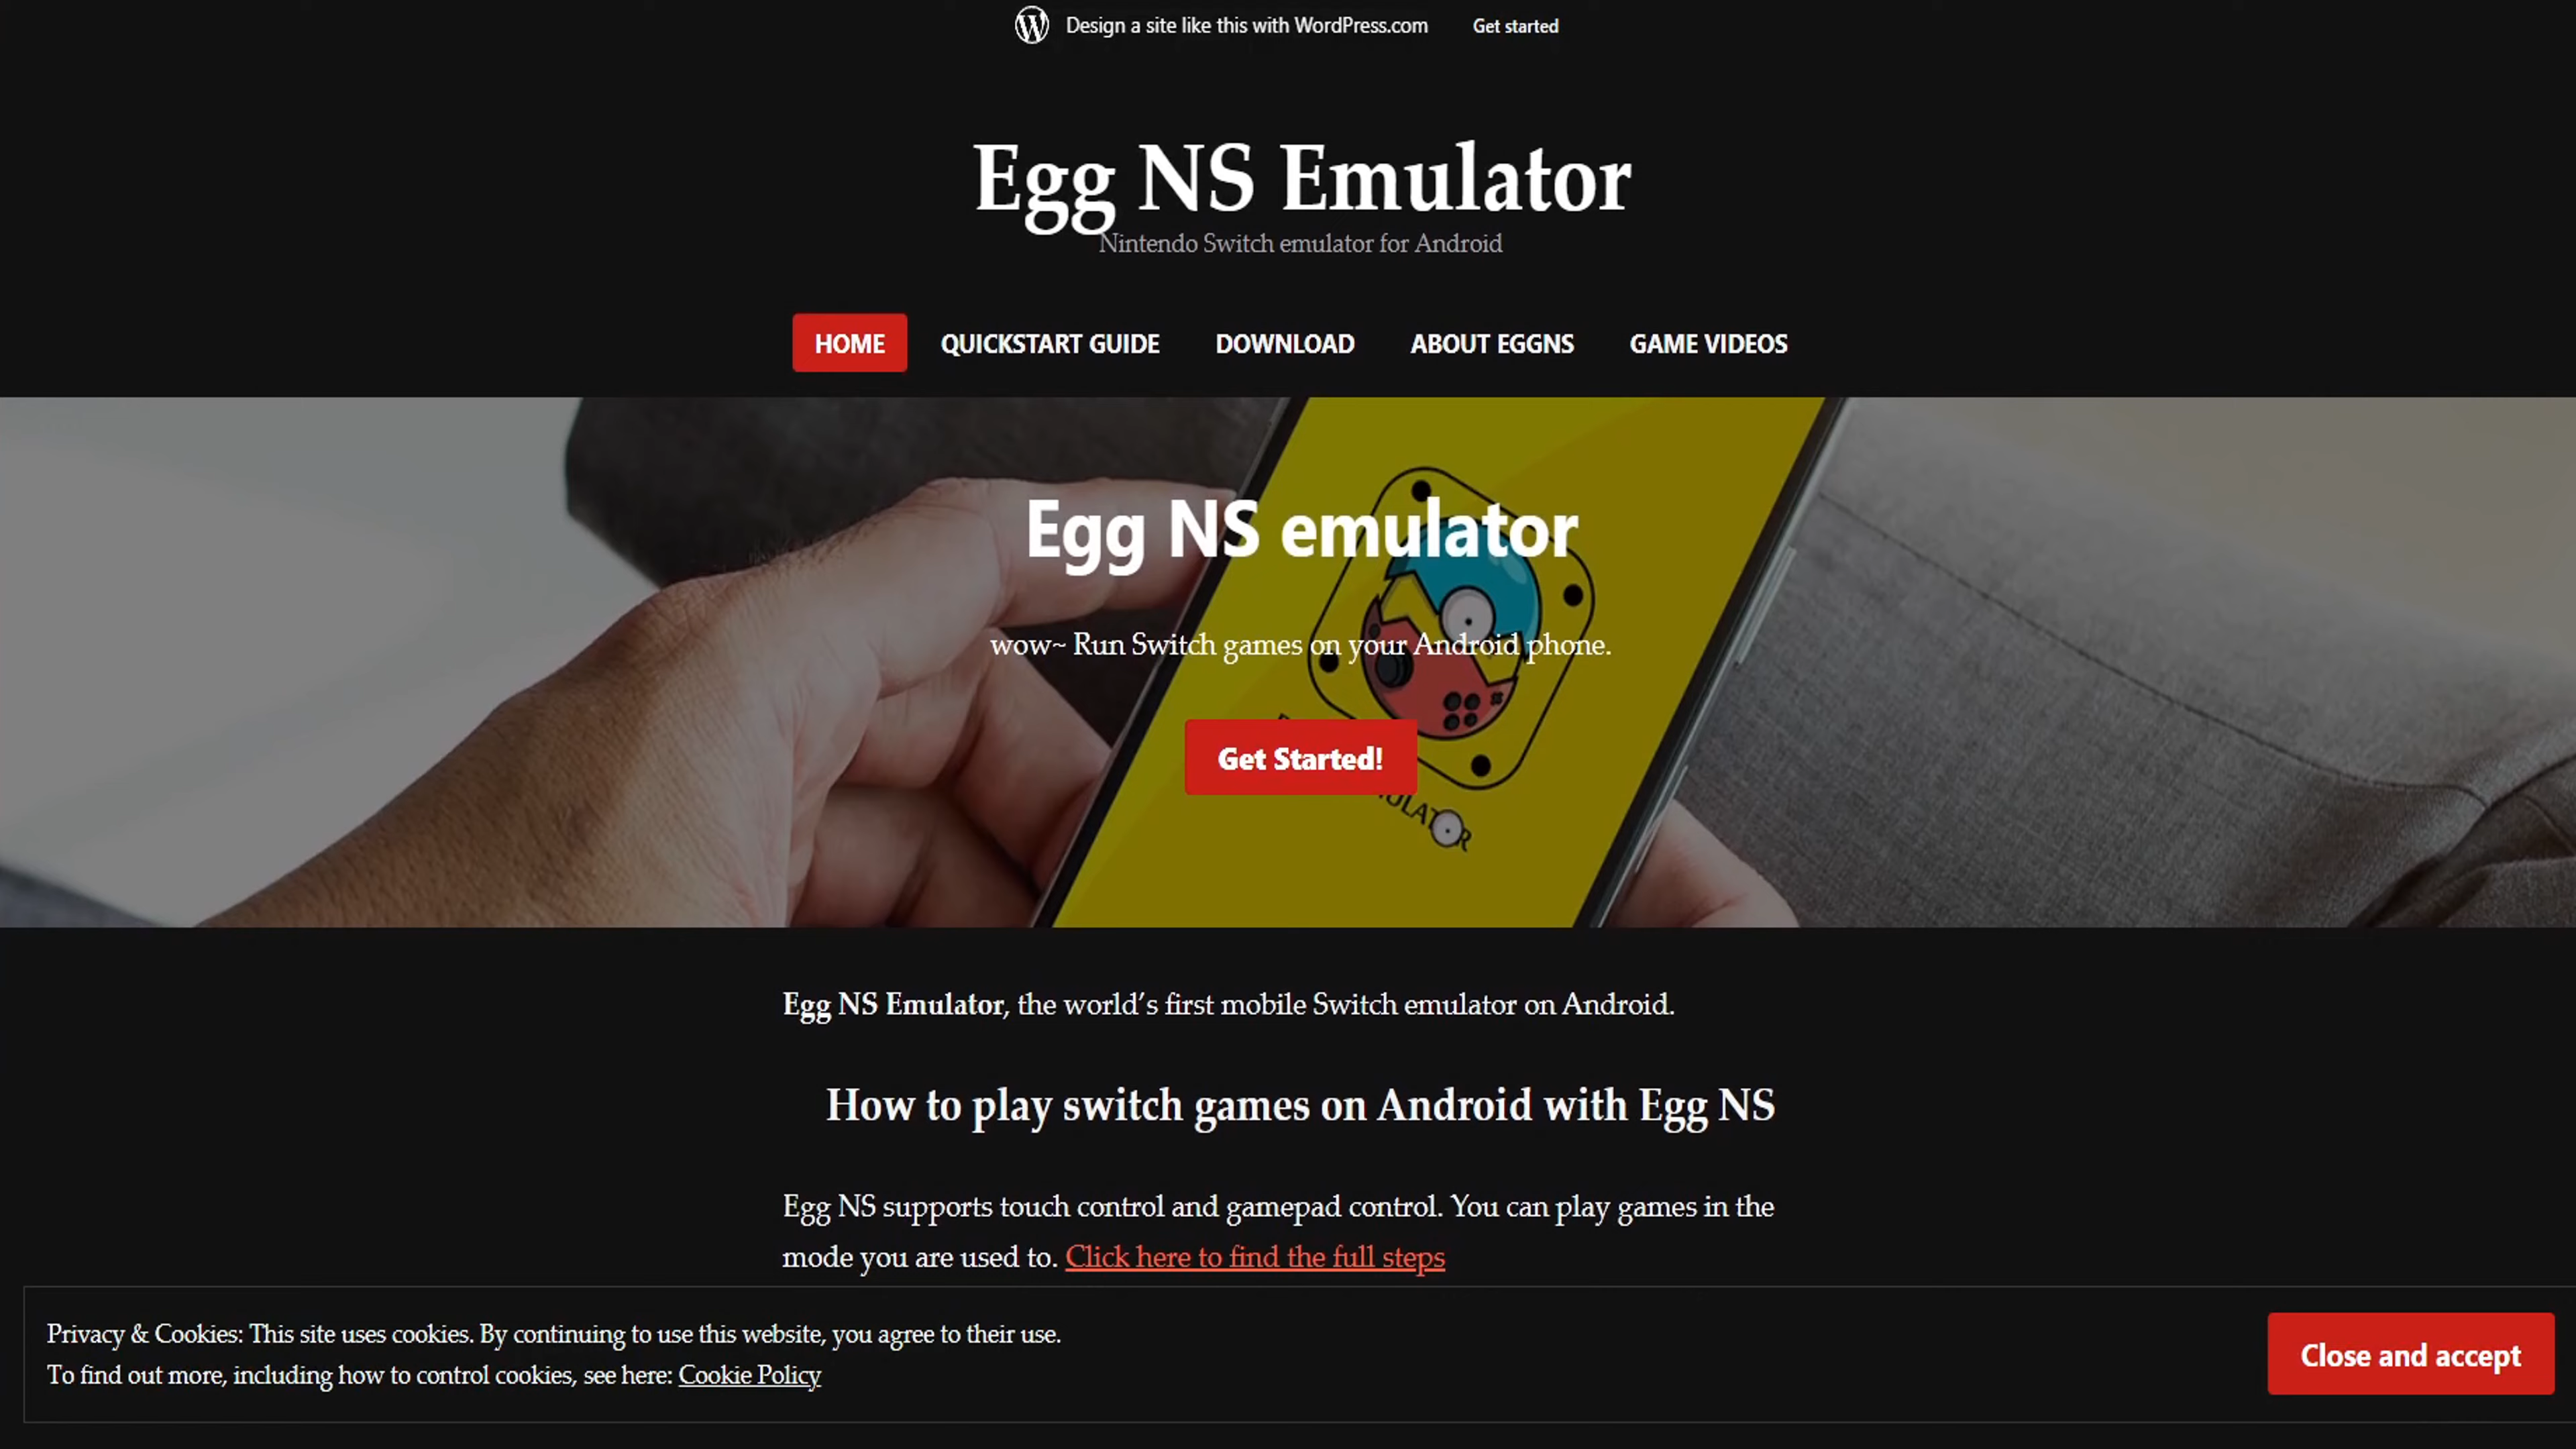 Design a site like this with WordPress.com Get started
Egg NS Emulator
Nintendo Switch emulator for Android
HOME QUICKSTART GUIDE DOWNLOAD ABOUT EGGNS GAME VIDEOS
Egg NS emulator
wow~ Run Switch games on your Android phone.
Get Started!
Egg NS Emulator, the world’s first mobile Switch emulator on Android.
How to play switch games on Android with Egg NS
Egg NS supports touch control and gamepad control. You can play games in the
mode you are used to. Click here to find the full steps
Privacy & Cookies: This site uses cookies. By continuing to use this website, you agree to their use.
To find out more, including how to control cookies, see here: Cookie Policy
Close and accept